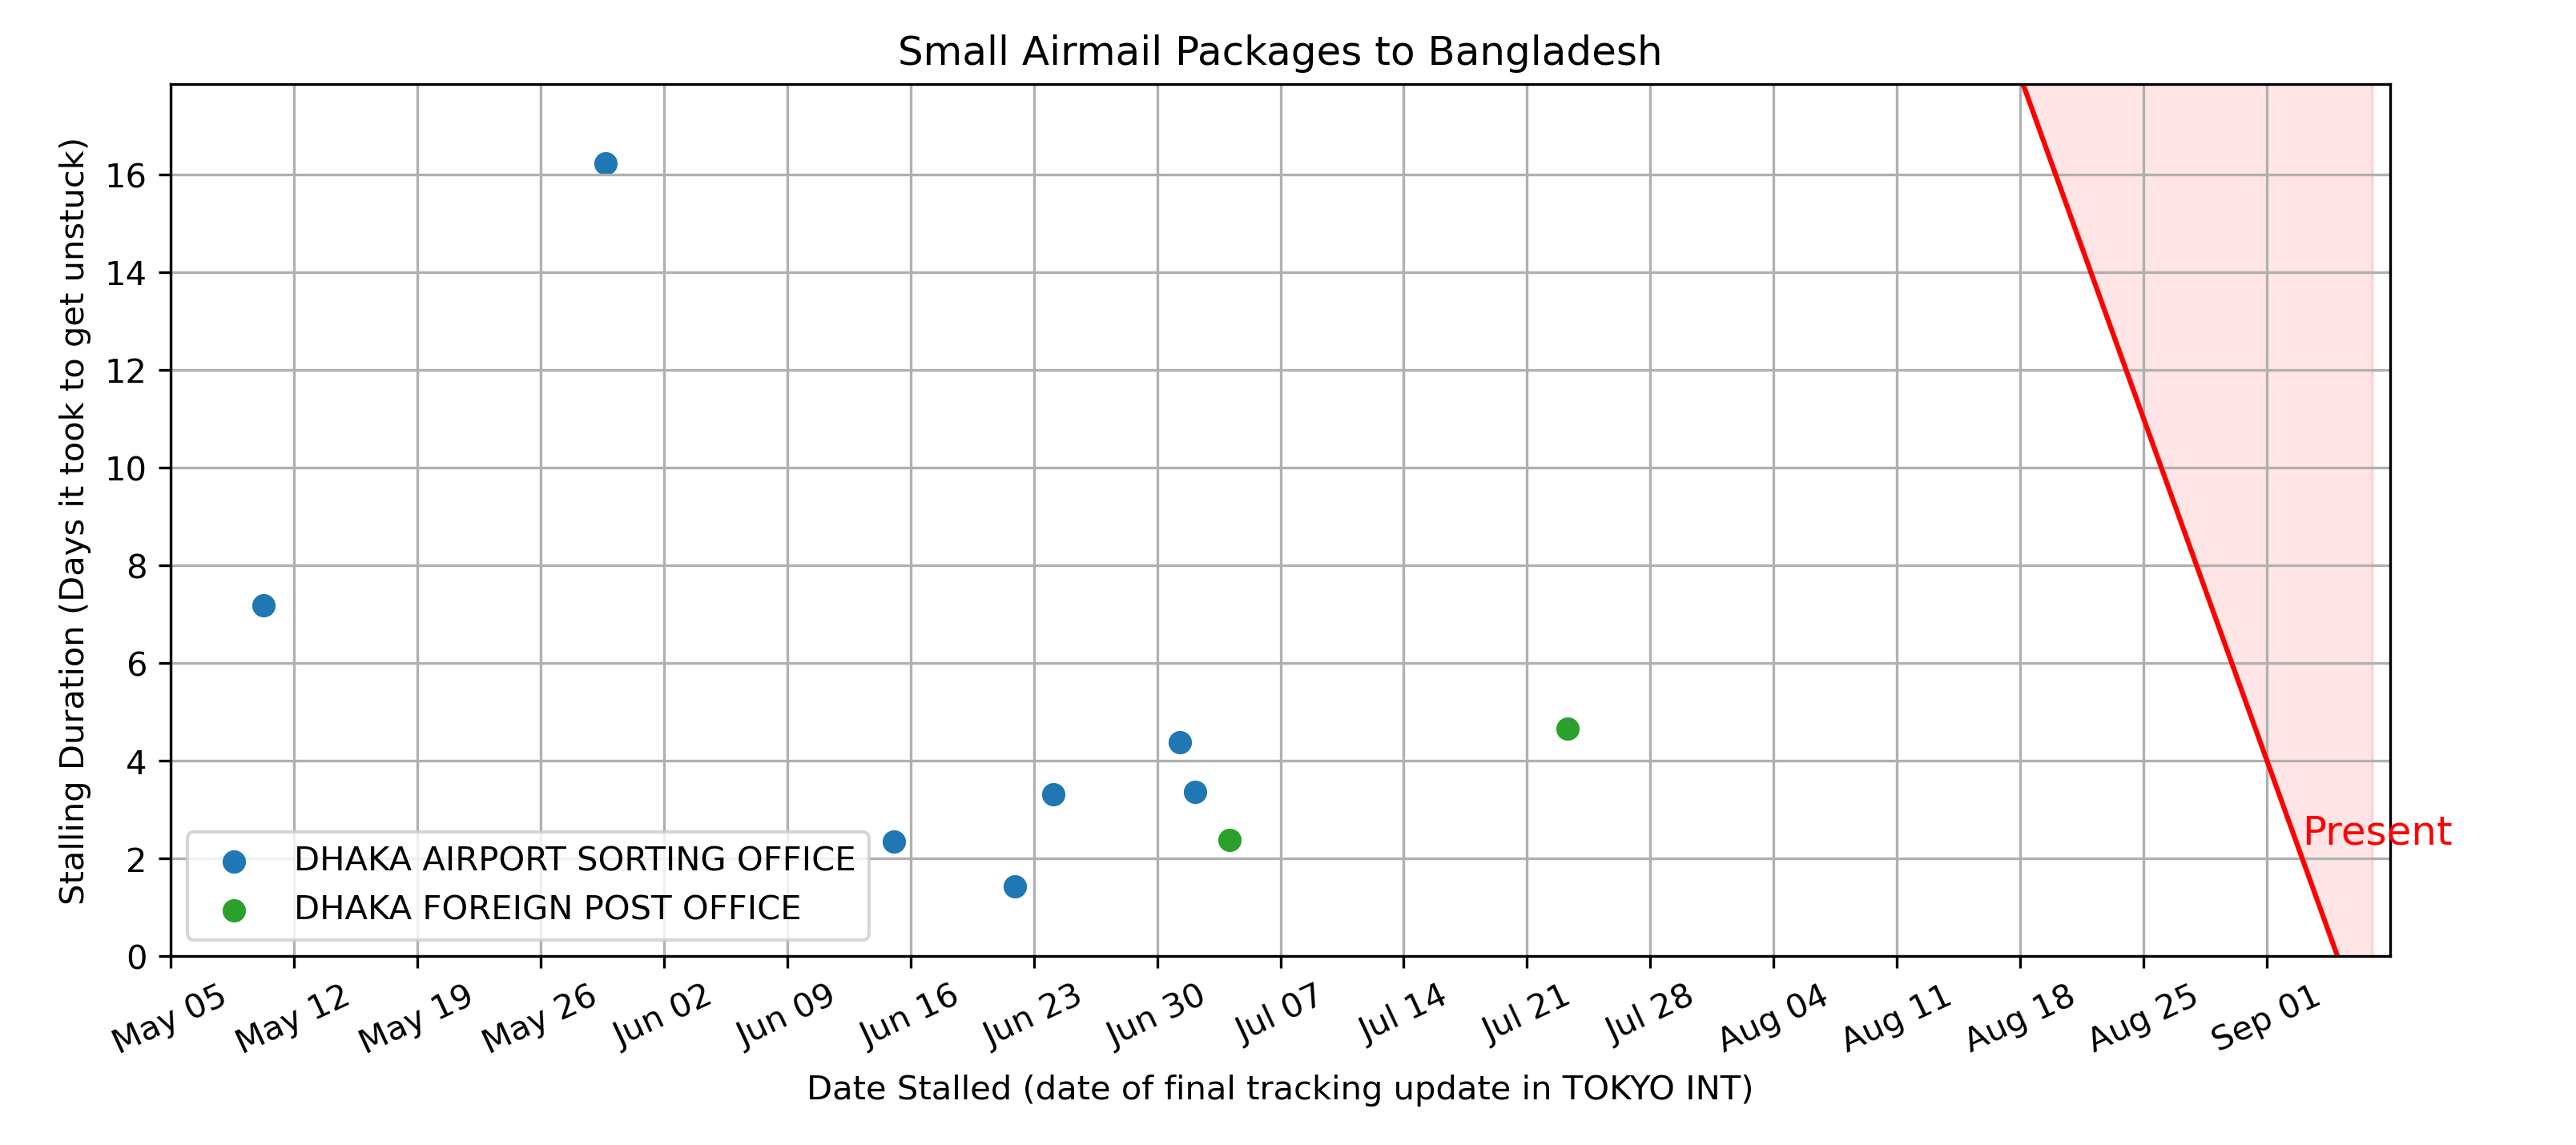 Small Airmail Packages to Bangladesh
Stalling Duration (Days it took to get unstuck)
16
14
12
10
8
6
4
2
0
Present
DHAKA AIRPORT SORTING OFFICE
DHAKA FOREIGN POST OFFICE
May 05
May 12
May 19
May 26
Jun 02
Jun 09
Jun 16
Jun 23
Jun 30
Jul 07
Jul 14
Jul 21
Jul 28
Aug 04
Aug 11
Aug 18
Aug 25
Sep 01
Date Stalled (date of final tracking update in TOKYO INT)